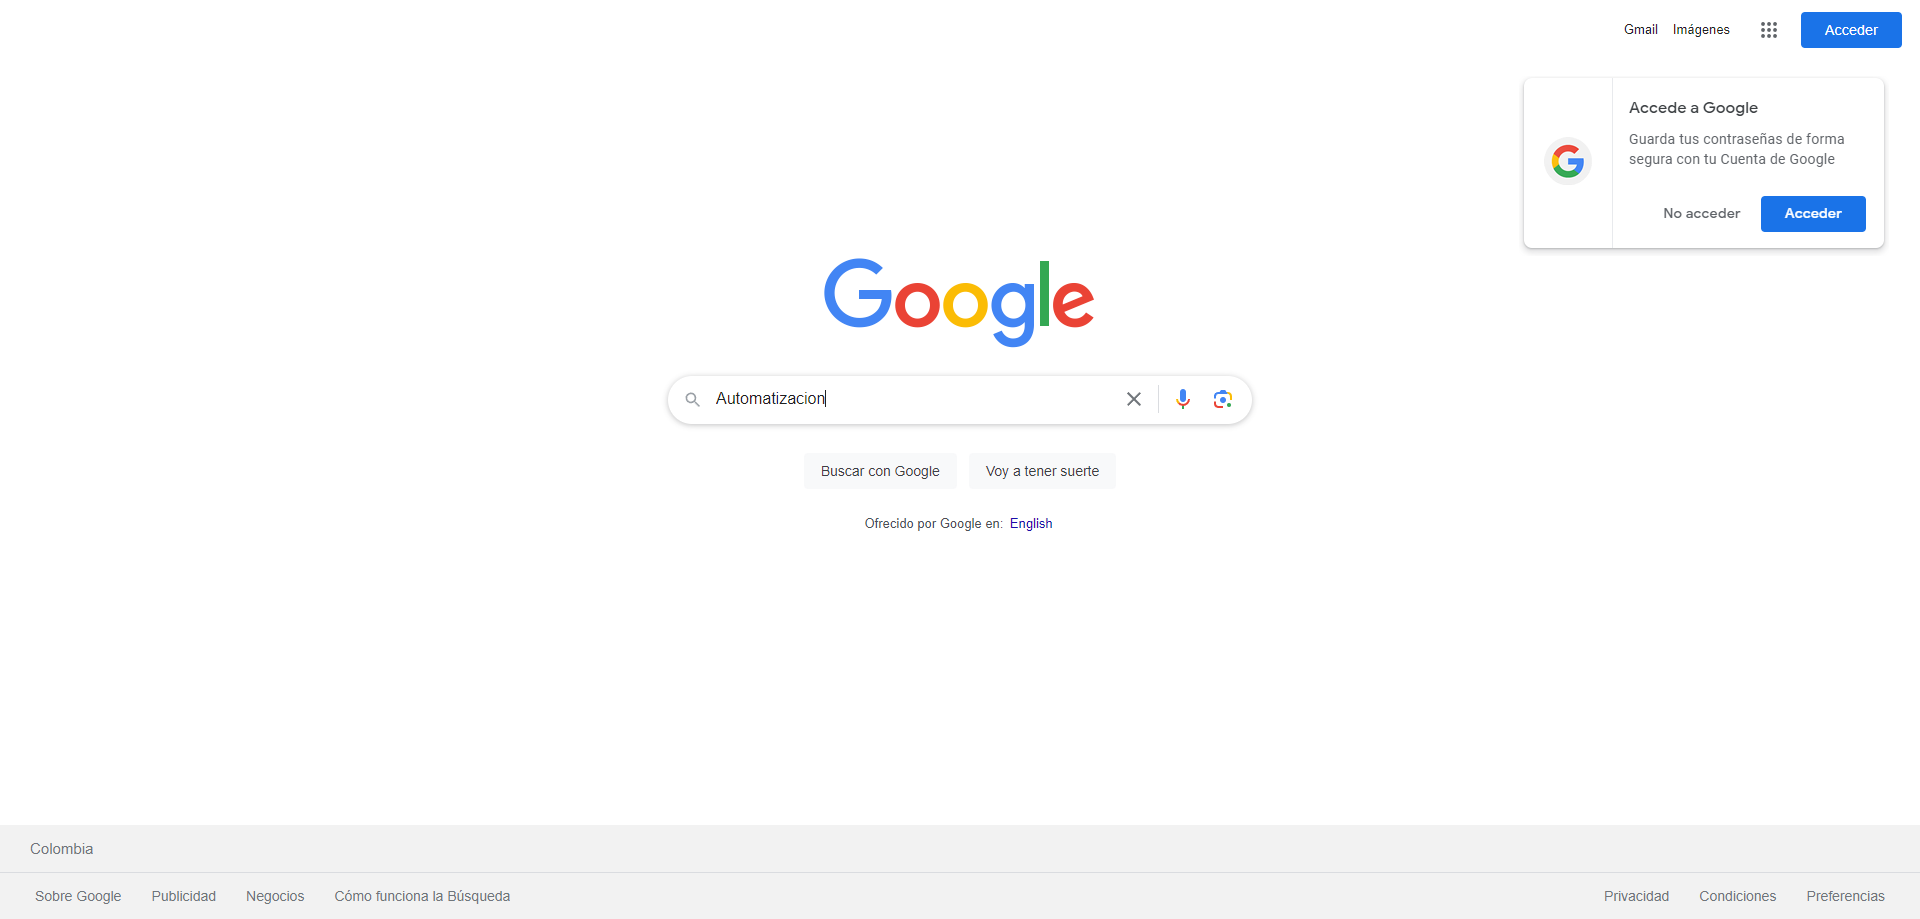 Gmail Imágenes Acceder
Accede a Google
Guarda tus contraseñas de forma
segura con tu Cuenta de Google
No acceder Acceder
Google
Automatizacion
Buscar con Google Voy a tener suerte
Ofrecido por Google en: English
Colombia
Sobre Google Publicidad Negocios Cómo funciona la Búsqueda Privacidad Condiciones Preferencias